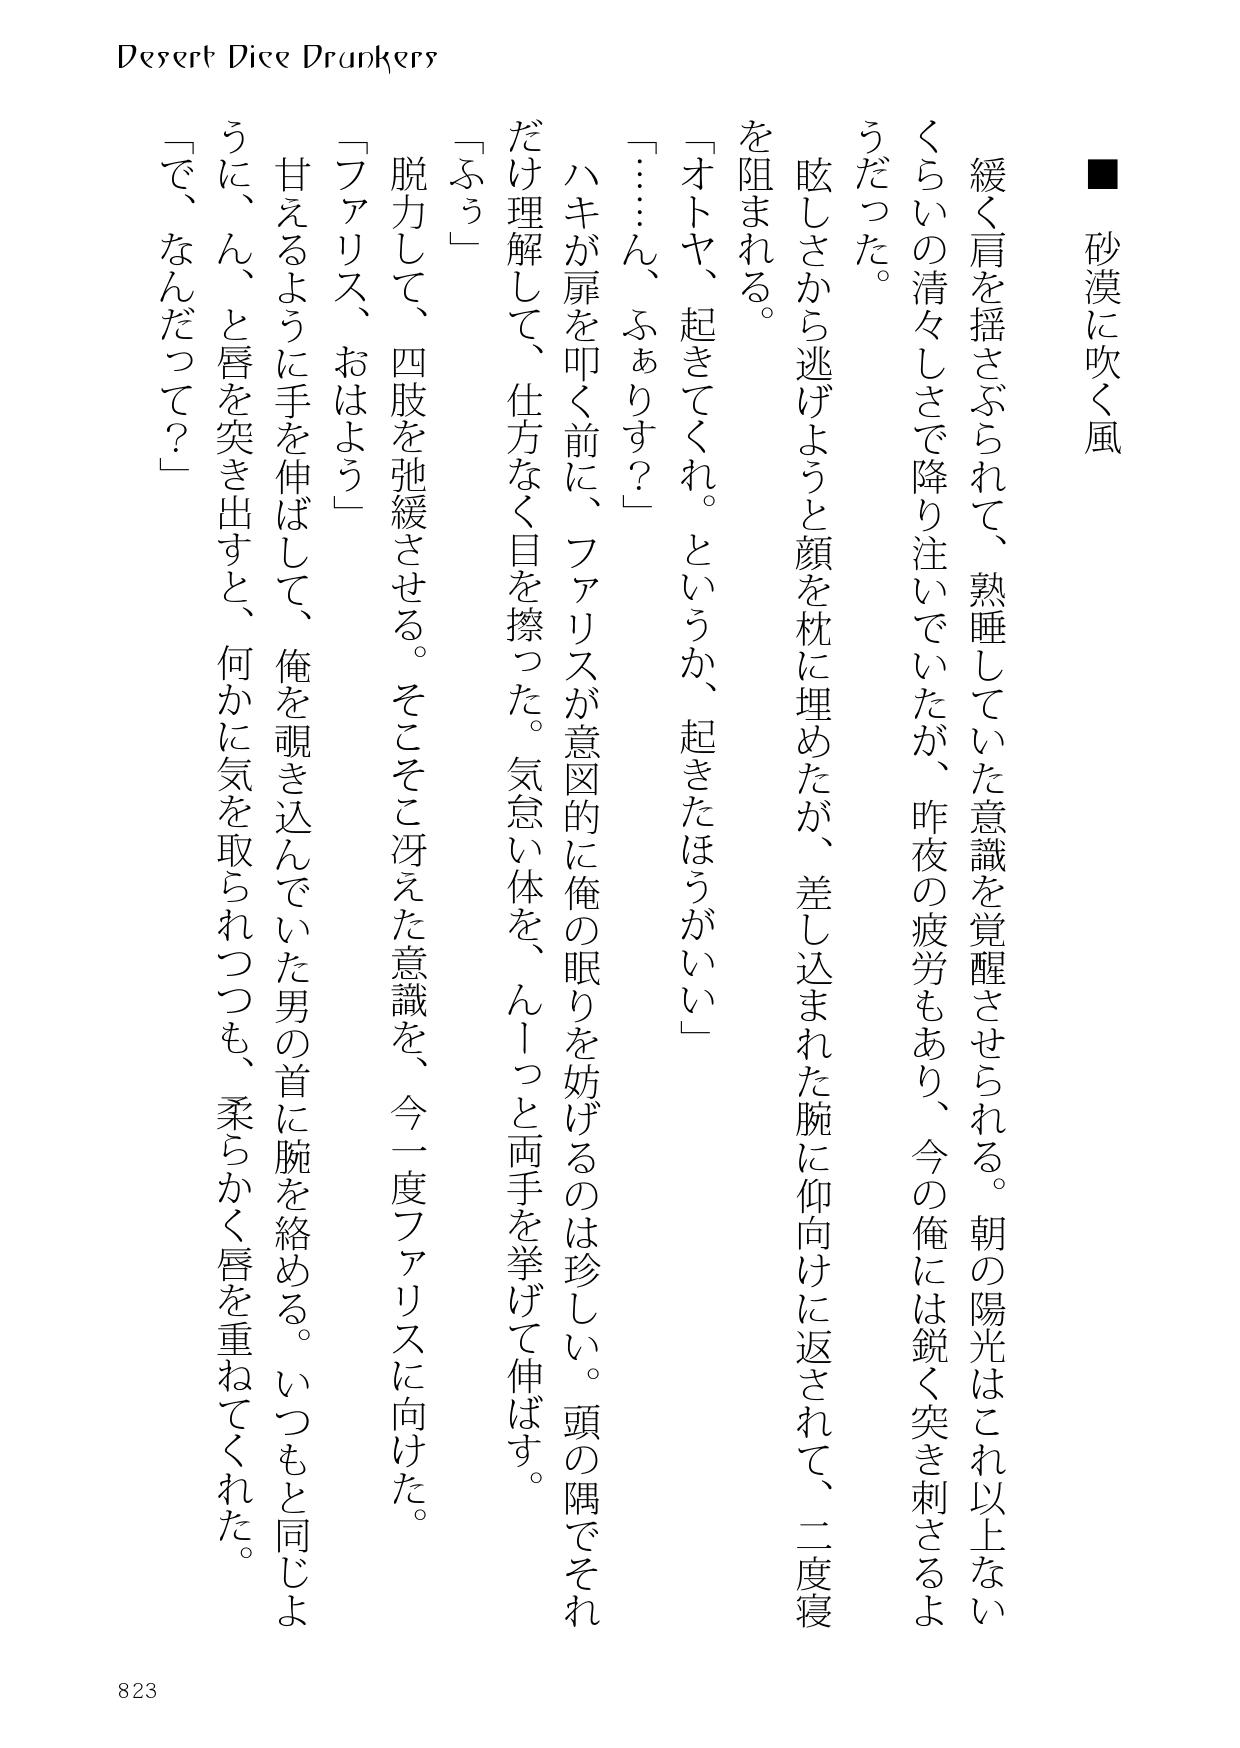 Desert Dice Drunkers
■ 砂漠に吹く風
緩く肩を揺さぶられて、熟睡していた意識を覚醒させられる。朝の陽光はこれ以上ない
くらいの清々しさで降り注いでいたが、昨夜の疲労もあり、今の俺には鋭く突き刺さるよ
うだった。
眩しさから逃げようと顔を枕に埋めたが、差し込まれた腕に仰向けに返されて、二度寝
を阻まれる。
「オトヤ、起きてくれ。というか、起きたほうがいい」
「……ん、ふぁりす?」
ハキが扉を叩く前に、ファリスが意図的に俺の眠りを妨げるのは珍しい。頭の隅でそれ
だけ理解して、仕方なく目を擦った。気怠い体を、んーっと両手を挙げて伸ばす。
「ふぅ」
脱力して、四肢を弛緩させる。そこそこ冴えた意識を、今一度ファリスに向けた。
「ファリス、おはよう」
甘えるように手を伸ばして、俺を覗き込んでいた男の首に腕を絡める。いつもと同じよ
うに、ん、と唇を突き出すと、何かに気を取られつつも、柔らかく唇を重ねてくれた。
「で、なんだって?」
823